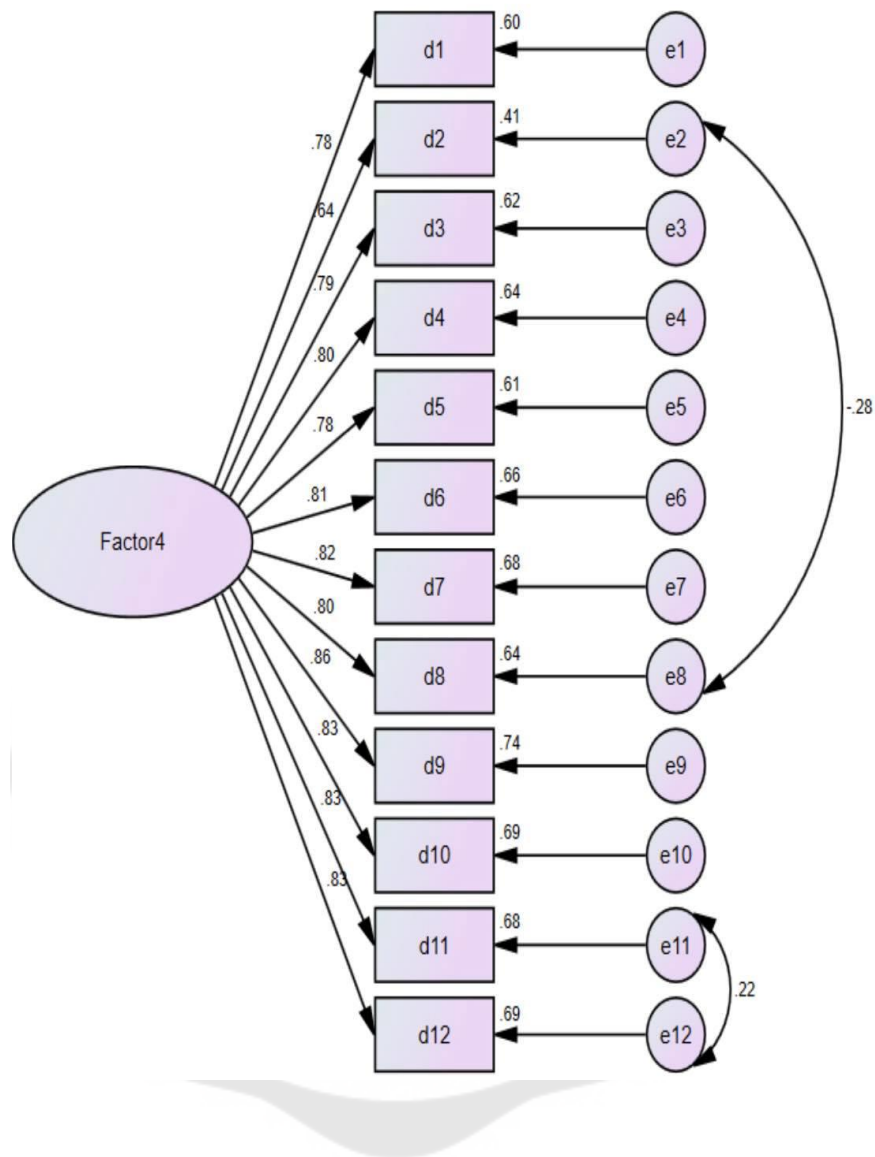 .60
d1
e1
.41
d2
e2
.78
.62
.64
d3
e3
.79
.64
d4
e4
.80
.61
d5
e5
-.28
.78
.66
d6
e6
.81
Factor4
.82
.68
d7
e7
.80
.64
d8
e8
.86
.74
d9
e9
.83
.69
d10
e10
.83
.68
d11
e11
.83
.22
.69
d12
e12